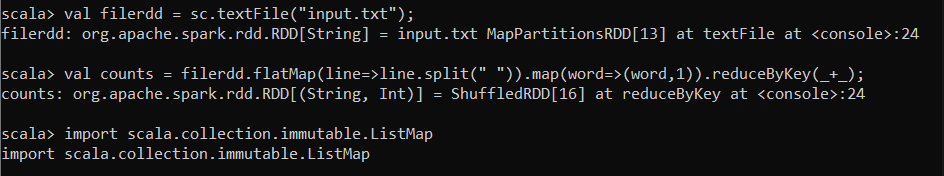 scala> val filerdd = sc.textFile("input.txt");
filerdd: org.apache.spark.rdd.RDD[String] = input.txt MapPartitionsRDD[13] at textFile at <console>:24
scala> val counts = filerdd.flatMap(line=>line.split(" ")).map(word=>(word,1)).reduceByKey(_+_);
counts: org.apache.spark.rdd.RDD[(String, Int)] = ShuffledRDD[16] at reduceByKey at <console>:24
scala> import scala.collection.immutable.ListMap
import scala.collection.immutable.ListMap